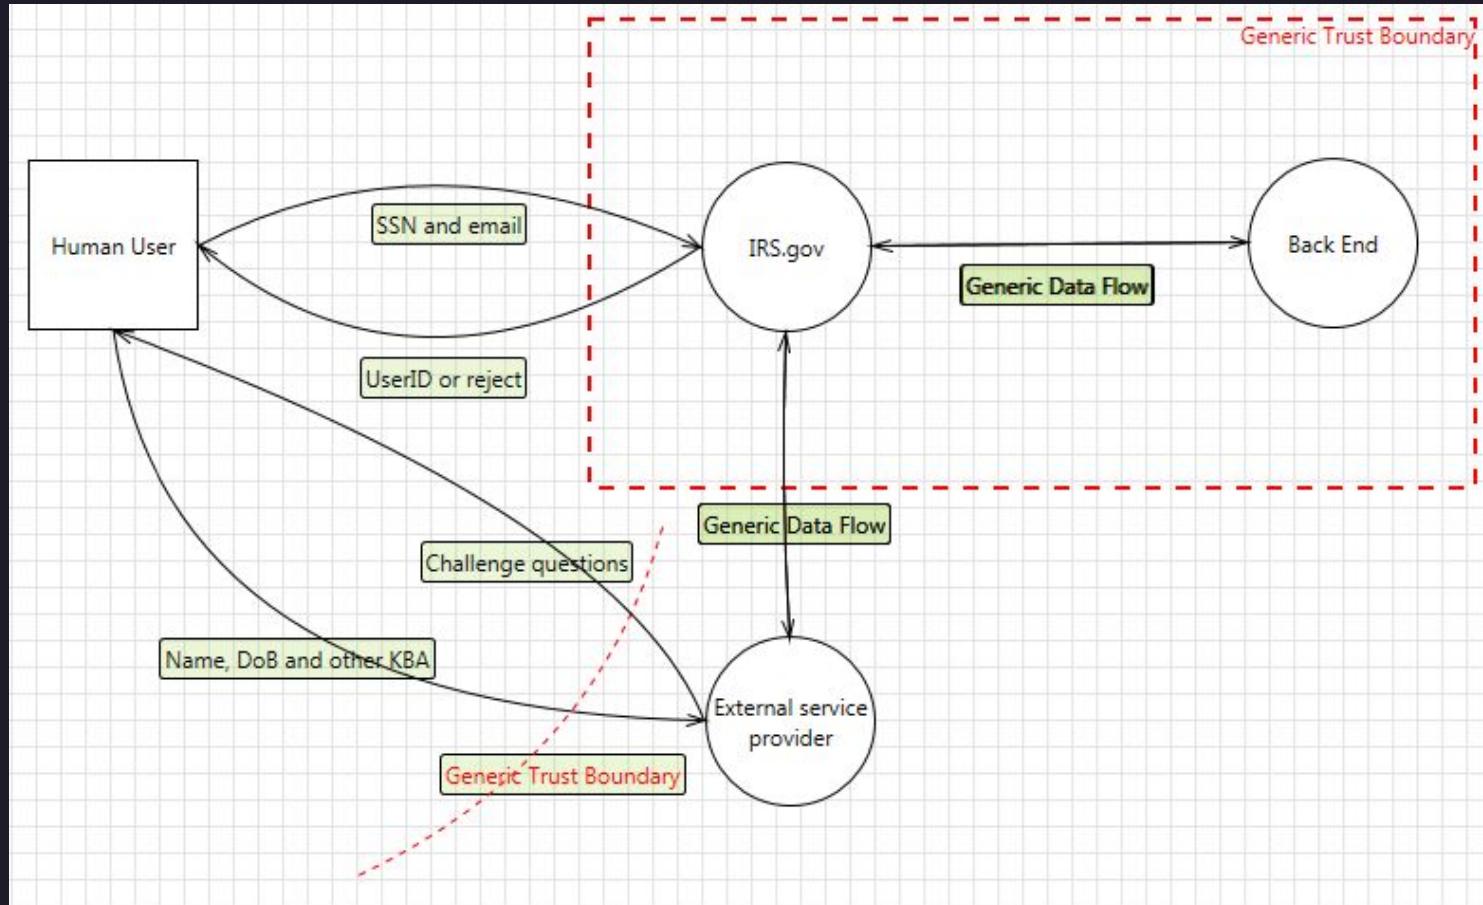 Generic Trust Boundary
SSN and email
Human User
IRS.gov
Back End
Generic Data Flow
UserID or reject
Generic Data Flow
Challenge questions
Name, DoB and other KBA
External service
provider
Generic Trust Boundary